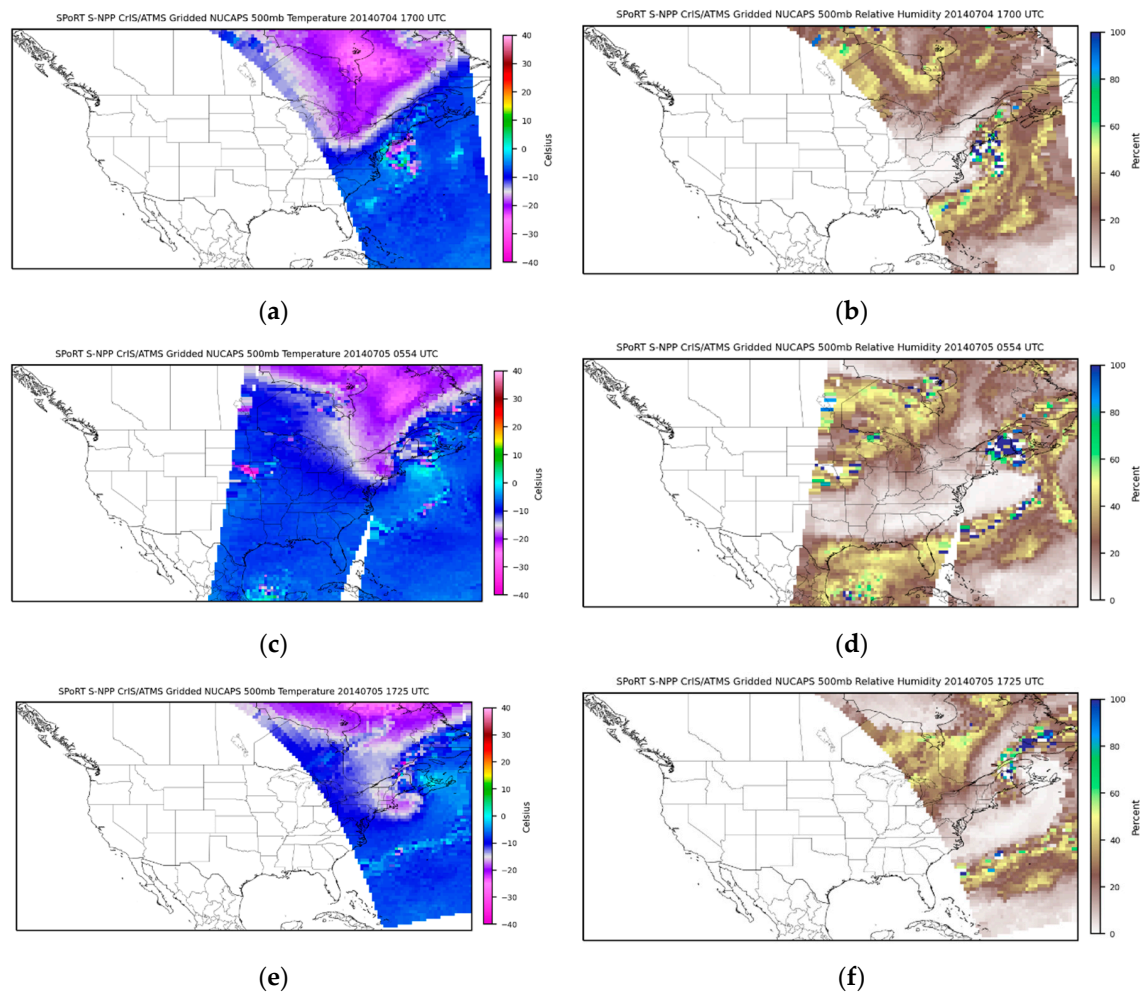 SPoRT S-NPP CrIS/ATMS Gridded NUCAPS 500mb Temperature 20140704 1700 UTC
40
30
20
10
0
−10
−20
−30
−40
Celsius
(a)
SPoRT S-NPP CrIS/ATMS Gridded NUCAPS 500mb Relative Humidity 20140704 1700 UTC
100
80
60
40
20
0
Percent
(b)
SPoRT S-NPP CrIS/ATMS Gridded NUCAPS 500mb Temperature 20140705 0554 UTC
40
30
20
10
0
−10
−20
−30
−40
Celsius
(c)
SPoRT S-NPP CrIS/ATMS Gridded NUCAPS 500mb Relative Humidity 20140705 0554 UTC
100
80
60
40
20
0
Percent
(d)
SPoRT S-NPP CrIS/ATMS Gridded NUCAPS 500mb Temperature 20140705 1725 UTC
40
30
20
10
0
−10
−20
−30
−40
Celsius
(e)
SPoRT S-NPP CrIS/ATMS Gridded NUCAPS 500mb Relative Humidity 20140705 1725 UTC
100
80
60
40
20
0
Percent
(f)